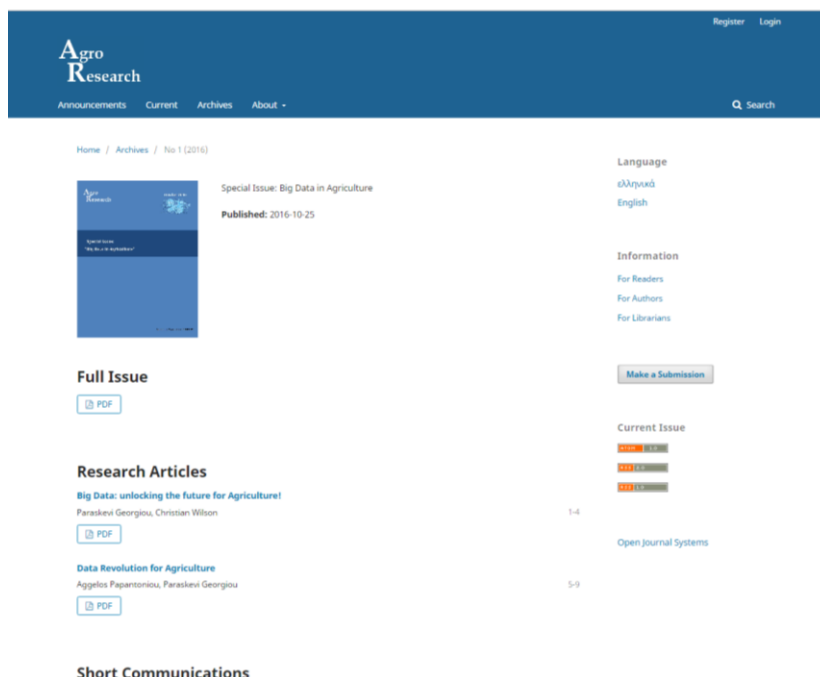 Register Login
Agro
Research
Announcements Current Archives About
Search
Home / Archives / No 1 (2016)
Agro
Research
Special Issue: Big Data in Agriculture
Published: 2016-10-25
Full Issue
PDF
Research Articles
Big Data: unlocking the future for Agriculture!
Paraskevi Georgiou, Christian Wilson 1-4
PDF
Data Revolution for Agriculture
Aggelos Papantoniou, Paraskevi Georgiou 5-9
PDF
Short Communications
Language
ελληνικά
English
Information
For Readers
For Authors
For Librarians
Make a Submission
Current Issue
Open Journal Systems